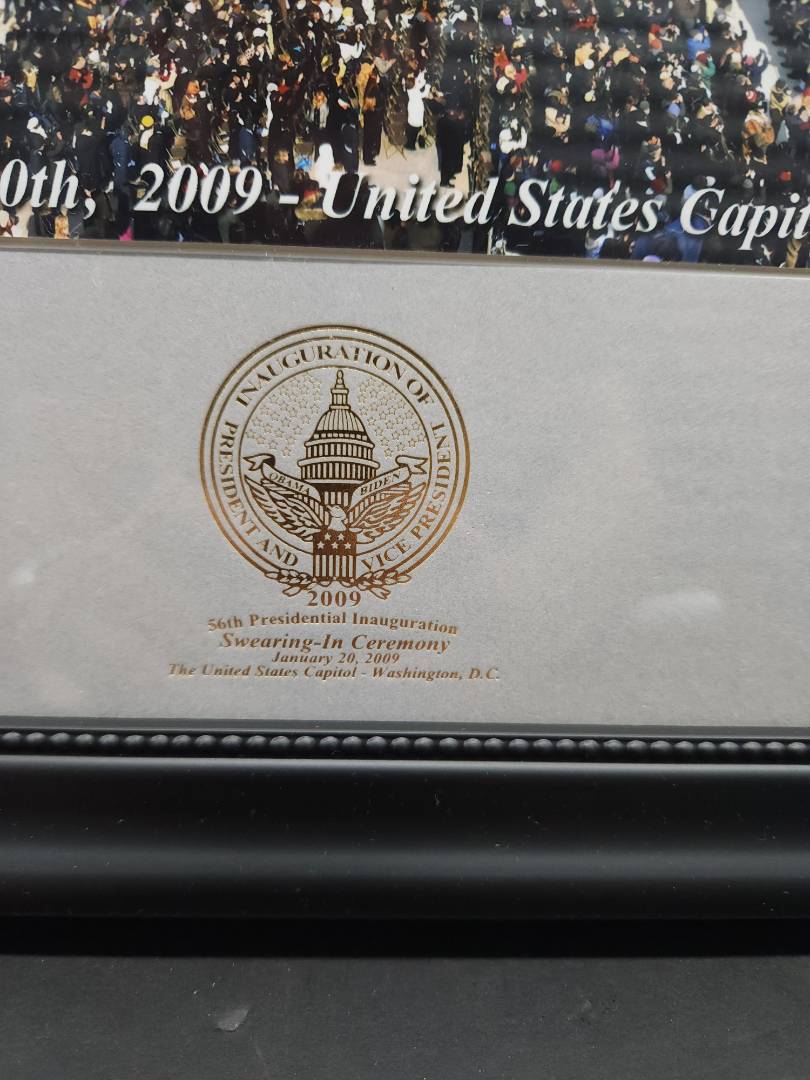 0th, 2009 - United States Capit
INAUGURATION OF
PRESIDENT AND VICE PRESIDENT
OBAMA BIDEN
2009
56th Presidential Inauguration
Swearing-In Ceremony
January 20, 2009
The United States Capitol - Washington, D.C.